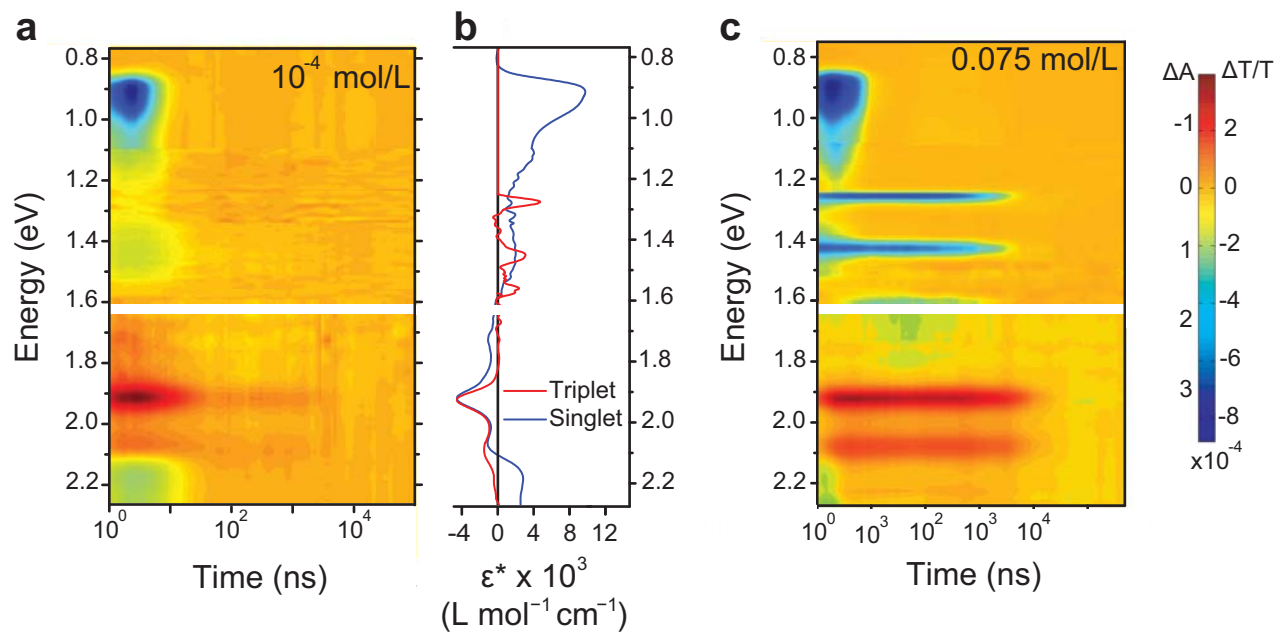 a
10⁻⁴ mol/L
Energy (eV)
0.8
1.0
1.2
1.4
1.6
1.8
2.0
2.2
10⁰ 10² 10⁴
Time (ns)
b
0.8
1.0
1.2
1.4
1.6
1.8
2.0
2.2
Triplet
Singlet
-4 0 4 8 12
ε* x 10³
(L mol⁻¹ cm⁻¹)
c
0.075 mol/L
Energy (eV)
0.8
1.0
1.2
1.4
1.6
1.8
2.0
2.2
10⁰ 10³ 10² 10³ 10⁴
Time (ns)
ΔA ΔT/T
-1 2
0 0
1 -2
-4
2
-6
3
-8
x10⁻⁴